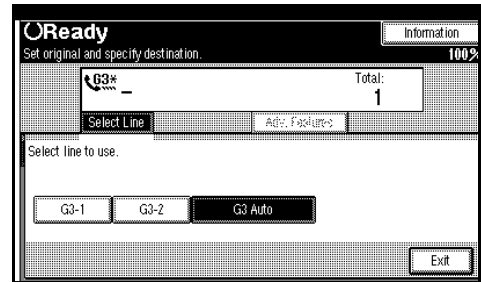 Ready
Information
Set original and specify destination.
100%
G3*
Total:
1
Select Line
Adv. Features
Select line to use.
G3-1
G3-2
G3 Auto
Exit